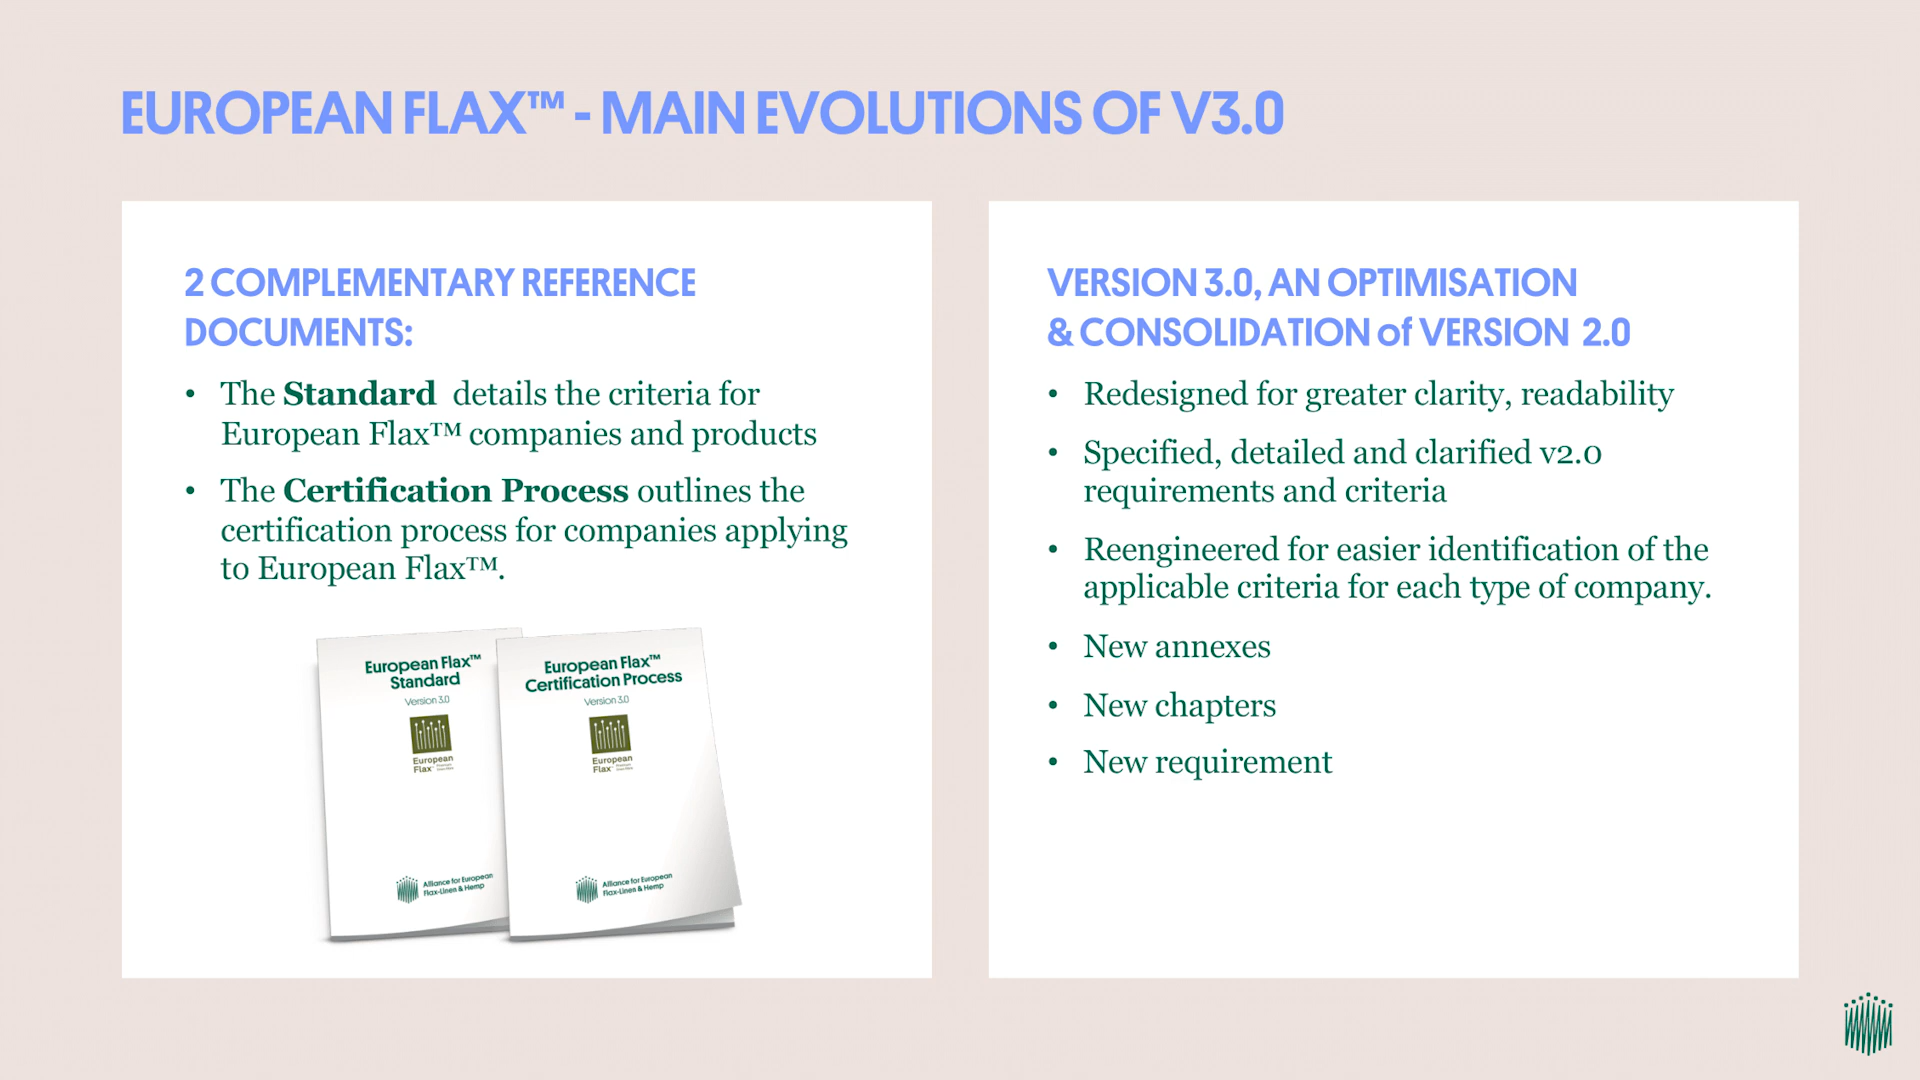 EUROPEAN FLAX™ - MAIN EVOLUTIONS OF V3.0
2 COMPLEMENTARY REFERENCE
DOCUMENTS:
• The Standard details the criteria for
European Flax™ companies and products
• The Certification Process outlines the
certification process for companies applying
to European Flax™.
European Flax™
Standard
Version 3.0
European
Flax™
Alliance for European
Flax-Linen & Hemp
European Flax™
Certification Process
Version 3.0
European
Flax™
Alliance for European
Flax-Linen & Hemp
VERSION 3.0, AN OPTIMISATION
& CONSOLIDATION of VERSION 2.0
• Redesigned for greater clarity, readability
• Specified, detailed and clarified v2.0
requirements and criteria
• Reengineered for easier identification of the
applicable criteria for each type of company.
• New annexes
• New chapters
• New requirement